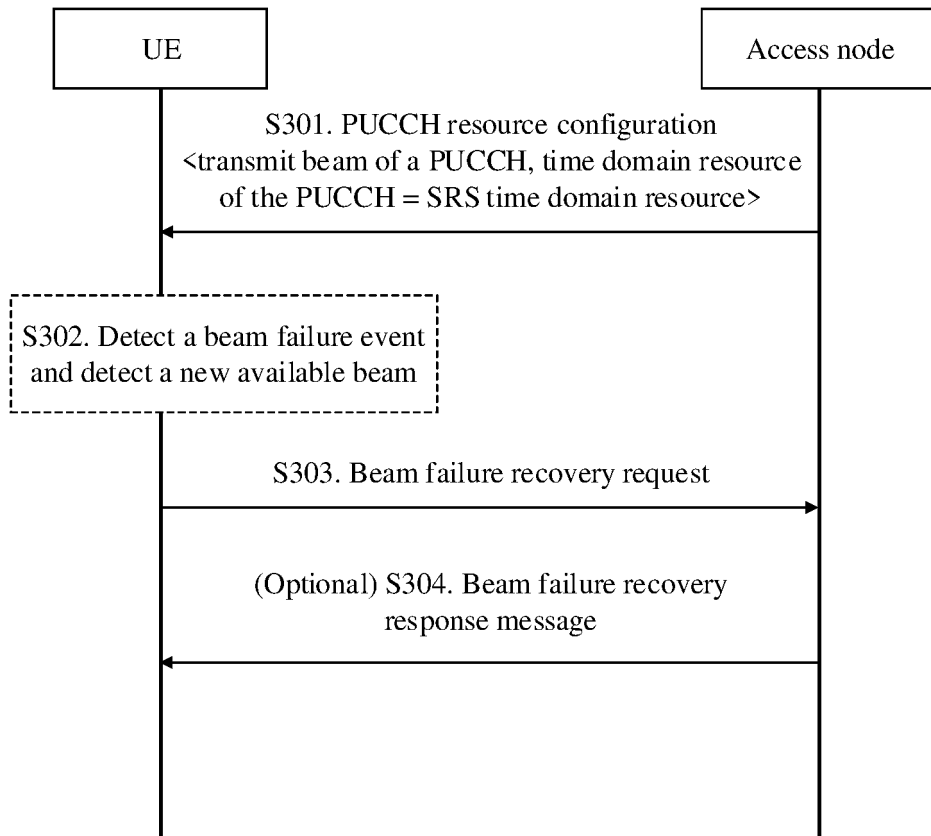 UE
Access node
S301. PUCCH resource configuration
<transmit beam of a PUCCH, time domain resource
of the PUCCH = SRS time domain resource>
S302. Detect a beam failure event
and detect a new available beam
S303. Beam failure recovery request
(Optional) S304. Beam failure recovery
response message